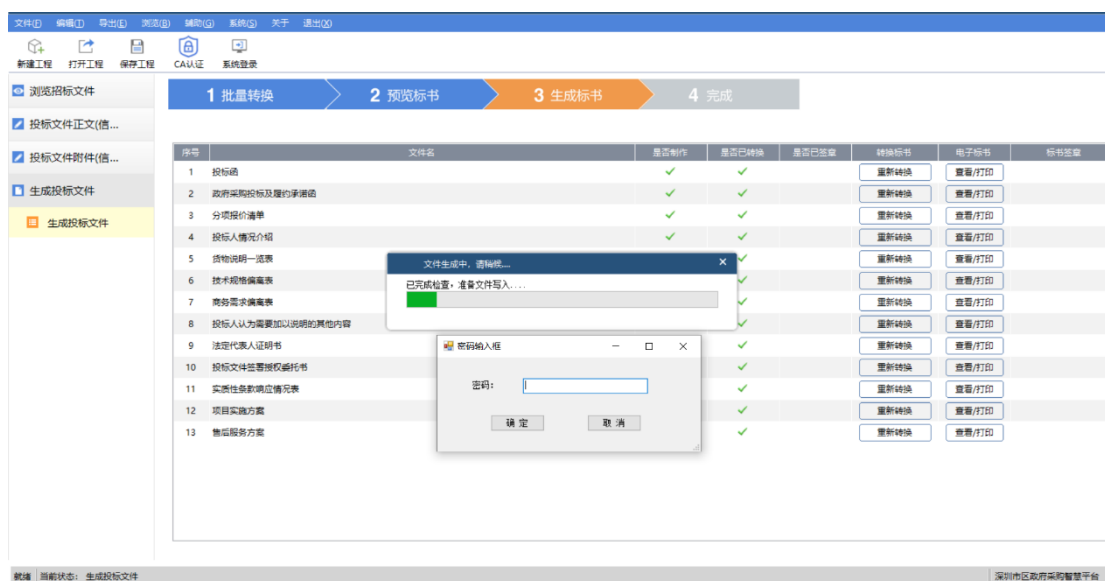 文件(F) 编辑(T) 导出(E) 浏览(B) 辅助(G) 系统(S) 关于 退出(X)
新建工程 打开工程 保存工程 CA认证 系统登录
浏览招标文件
投标文件正文(信...
投标文件附件(信...
生成投标文件
生成投标文件
1 批量转换 2 预览标书 3 生成标书 4 完成
序号 文件名 是否制作 是否已转换 是否已签章 转换标书 电子标书 标书签章
1 投标函 重新转换 查看/打印
2 政府采购投标及履约承诺函 重新转换 查看/打印
3 分项报价清单 重新转换 查看/打印
4 投标人情况介绍 重新转换 查看/打印
5 货物说明一览表 重新转换 查看/打印
6 技术规格偏离表 重新转换 查看/打印
7 商务需求偏离表 重新转换 查看/打印
8 投标人认为需要加以说明的其他内容 重新转换 查看/打印
9 法定代表人证明书 重新转换 查看/打印
10 投标文件签署授权委托书 重新转换 查看/打印
11 实质性条款响应情况表 重新转换 查看/打印
12 项目实施方案 重新转换 查看/打印
13 售后服务方案 重新转换 查看/打印
文件生成中，请稍候....
已完成检查，准备文件写入....
密码输入框
密码：
确 定 取 消
就绪 当前状态： 生成投标文件 深圳市区政府采购智慧平台